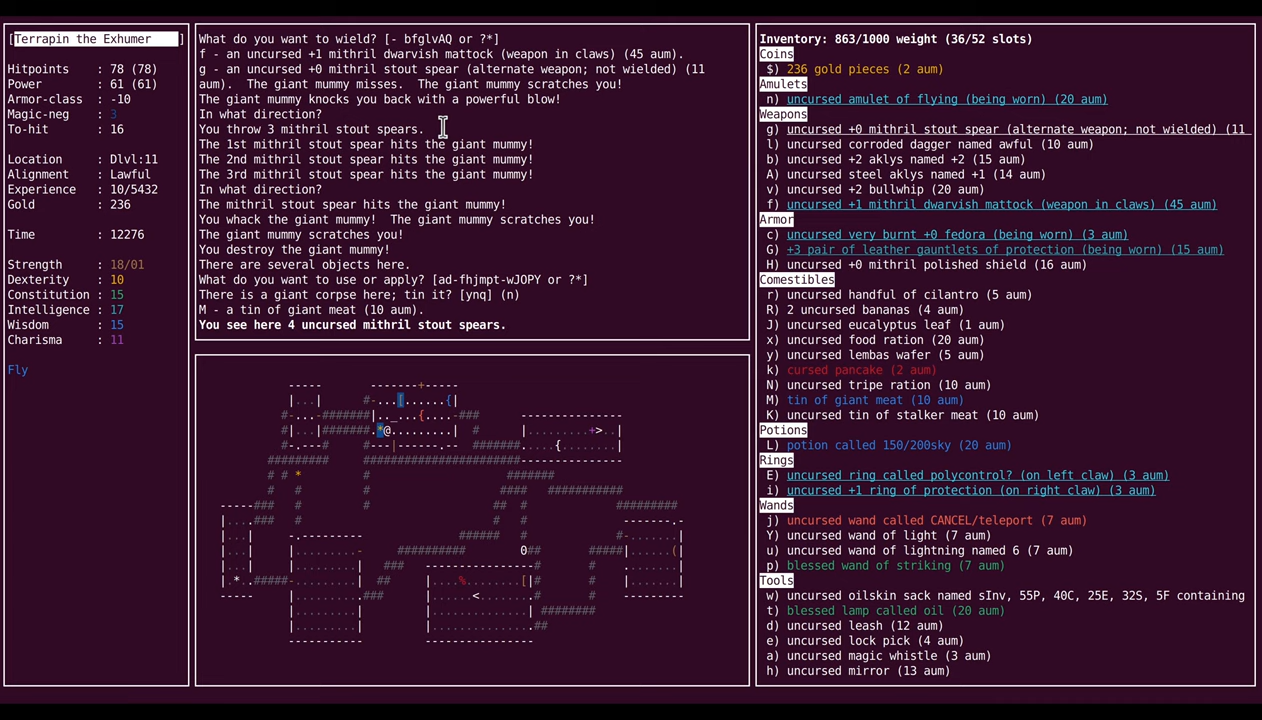 [Terrapin the Exhumer ]
Hitpoints : 78 (78)
Power : 61 (61)
Armor-class : -10
Magic-neg : 3
To-hit : 16
Location : Dlvl:11
Alignment : Lawful
Experience : 10/5432
Gold : 236
Time : 12276
Strength : 18/01
Dexterity : 10
Constitution : 15
Intelligence : 17
Wisdom : 15
Charisma : 11
Fly
What do you want to wield? [- bfglvAQ or ?*]
f - an uncursed +1 mithril dwarvish mattock (weapon in claws) (45 aum).
g - an uncursed +0 mithril stout spear (alternate weapon; not wielded) (11
aum).  The giant mummy misses.  The giant mummy scratches you!
The giant mummy knocks you back with a powerful blow!
In what direction?
You throw 3 mithril stout spears.
The 1st mithril stout spear hits the giant mummy!
The 2nd mithril stout spear hits the giant mummy!
The 3rd mithril stout spear hits the giant mummy!
In what direction?
The mithril stout spear hits the giant mummy!
You whack the giant mummy!  The giant mummy scratches you!
The giant mummy scratches you!
You destroy the giant mummy!
There are several objects here.
What do you want to use or apply? [ad-fhjmpt-wJOPY or ?*]
There is a giant corpse here; tin it? [ynq] (n)
M - a tin of giant meat (10 aum).
You see here 4 uncursed mithril stout spears.
Inventory: 863/1000 weight (36/52 slots)
Coins
$) 236 gold pieces (2 aum)
Amulets
n) uncursed amulet of flying (being worn) (20 aum)
Weapons
g) uncursed +0 mithril stout spear (alternate weapon; not wielded) (11
l) uncursed corroded dagger named awful (10 aum)
b) uncursed +2 aklys named +2 (15 aum)
A) uncursed steel aklys named +1 (14 aum)
v) uncursed +2 bullwhip (20 aum)
f) uncursed +1 mithril dwarvish mattock (weapon in claws) (45 aum)
Armor
c) uncursed very burnt +0 fedora (being worn) (3 aum)
G) +3 pair of leather gauntlets of protection (being worn) (15 aum)
H) uncursed +0 mithril polished shield (16 aum)
Comestibles
r) uncursed handful of cilantro (5 aum)
R) 2 uncursed bananas (4 aum)
J) uncursed eucalyptus leaf (1 aum)
x) uncursed food ration (20 aum)
y) uncursed lembas wafer (5 aum)
k) cursed pancake (2 aum)
N) uncursed tripe ration (10 aum)
M) tin of giant meat (10 aum)
K) uncursed tin of stalker meat (10 aum)
Potions
L) potion called 150/200sky (20 aum)
Rings
E) uncursed ring called polycontrol? (on left claw) (3 aum)
i) uncursed +1 ring of protection (on right claw) (3 aum)
Wands
j) uncursed wand called CANCEL/teleport (7 aum)
Y) uncursed wand of light (7 aum)
u) uncursed wand of lightning named 6 (7 aum)
p) blessed wand of striking (7 aum)
Tools
w) uncursed oilskin sack named sInv, 55P, 40C, 25E, 32S, 5F containing
t) blessed lamp called oil (20 aum)
d) uncursed leash (12 aum)
e) uncursed lock pick (4 aum)
a) uncursed magic whistle (3 aum)
h) uncursed mirror (13 aum)